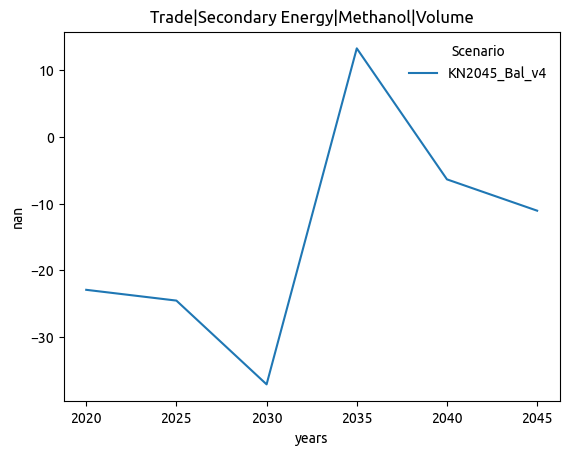 Trade|Secondary Energy|Methanol|Volume
Scenario
KN2045_Bal_v4
10
0
−10
−20
−30
nan
2020 2025 2030 2035 2040 2045
years